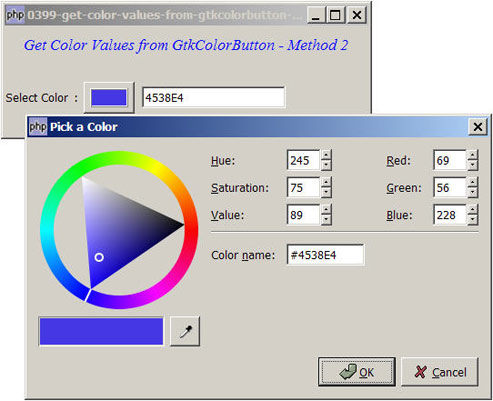 php 0399-get-color-values-from-gtkcolorbutton-...
Get Color Values from GtkColorButton - Method 2
Select Color : 4538E4
php Pick a Color
Hue: 245 Red: 69
Saturation: 75 Green: 56
Value: 89 Blue: 228
Color name: #4538E4
OK Cancel